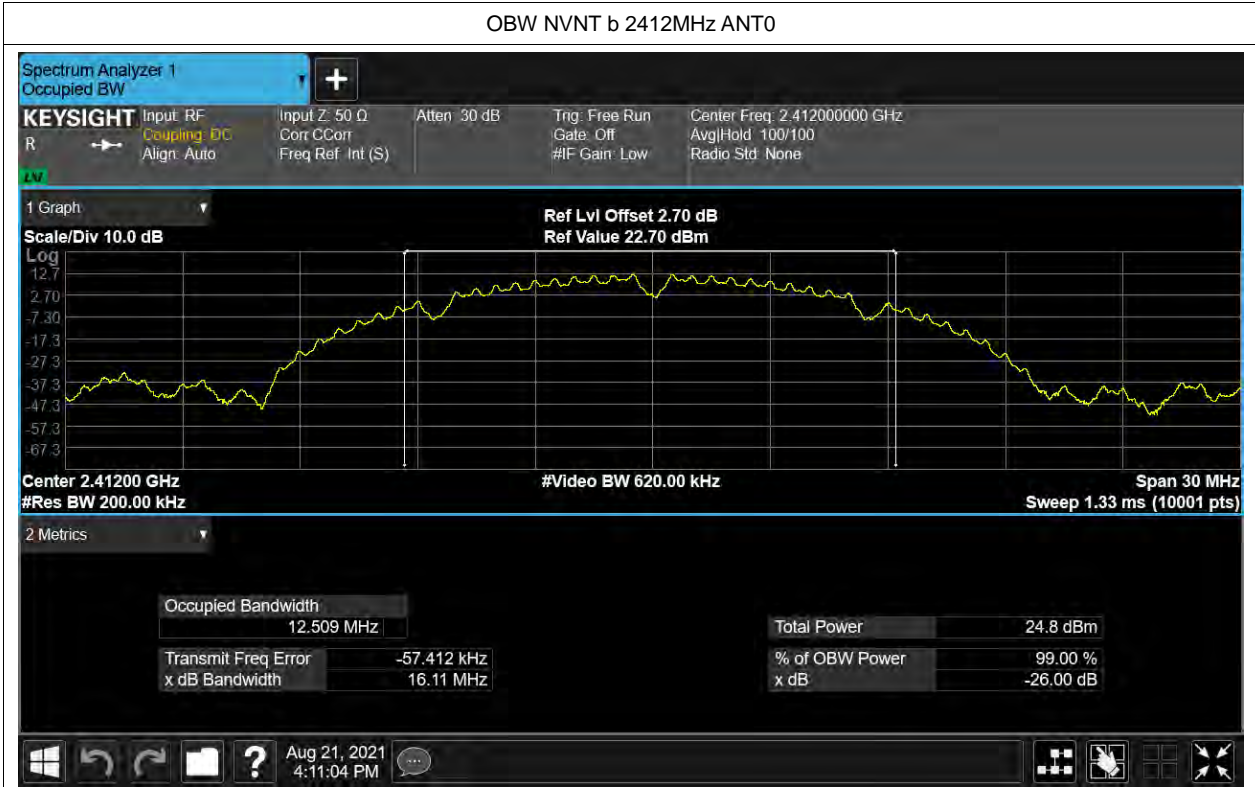 OBW NVNT b 2412MHz ANT0
Spectrum Analyzer 1
Occupied BW
KEYSIGHT
R
LXI
Input: RF
Coupling: DC
Align: Auto
Input Z: 50 Ω
Corr CCorr
Freq Ref: Int (S)
Atten: 30 dB
Trig: Free Run
Gate: Off
#IF Gain: Low
Center Freq: 2.412000000 GHz
Avg|Hold: 100/100
Radio Std: None
1 Graph
Scale/Div 10.0 dB
Ref Lvl Offset 2.70 dB
Ref Value 22.70 dBm
Log
12.7
2.70
-7.30
-17.3
-27.3
-37.3
-47.3
-57.3
-67.3
Center 2.41200 GHz
#Res BW 200.00 kHz
#Video BW 620.00 kHz
Span 30 MHz
Sweep 1.33 ms (10001 pts)
2 Metrics
Occupied Bandwidth
12.509 MHz
Transmit Freq Error -57.412 kHz
x dB Bandwidth 16.11 MHz
Total Power 24.8 dBm
% of OBW Power 99.00 %
x dB -26.00 dB
?
Aug 21, 2021
4:11:04 PM